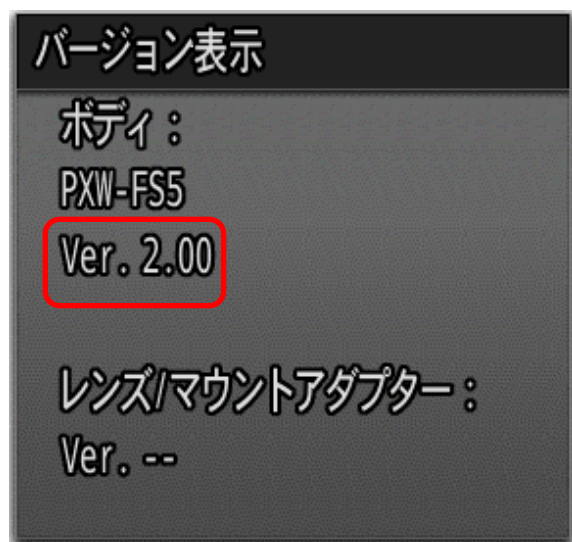 バージョン表示
ボディ：
PXW-FS5
Ver. 2.00
レンズ/マウントアダプター：
Ver. --